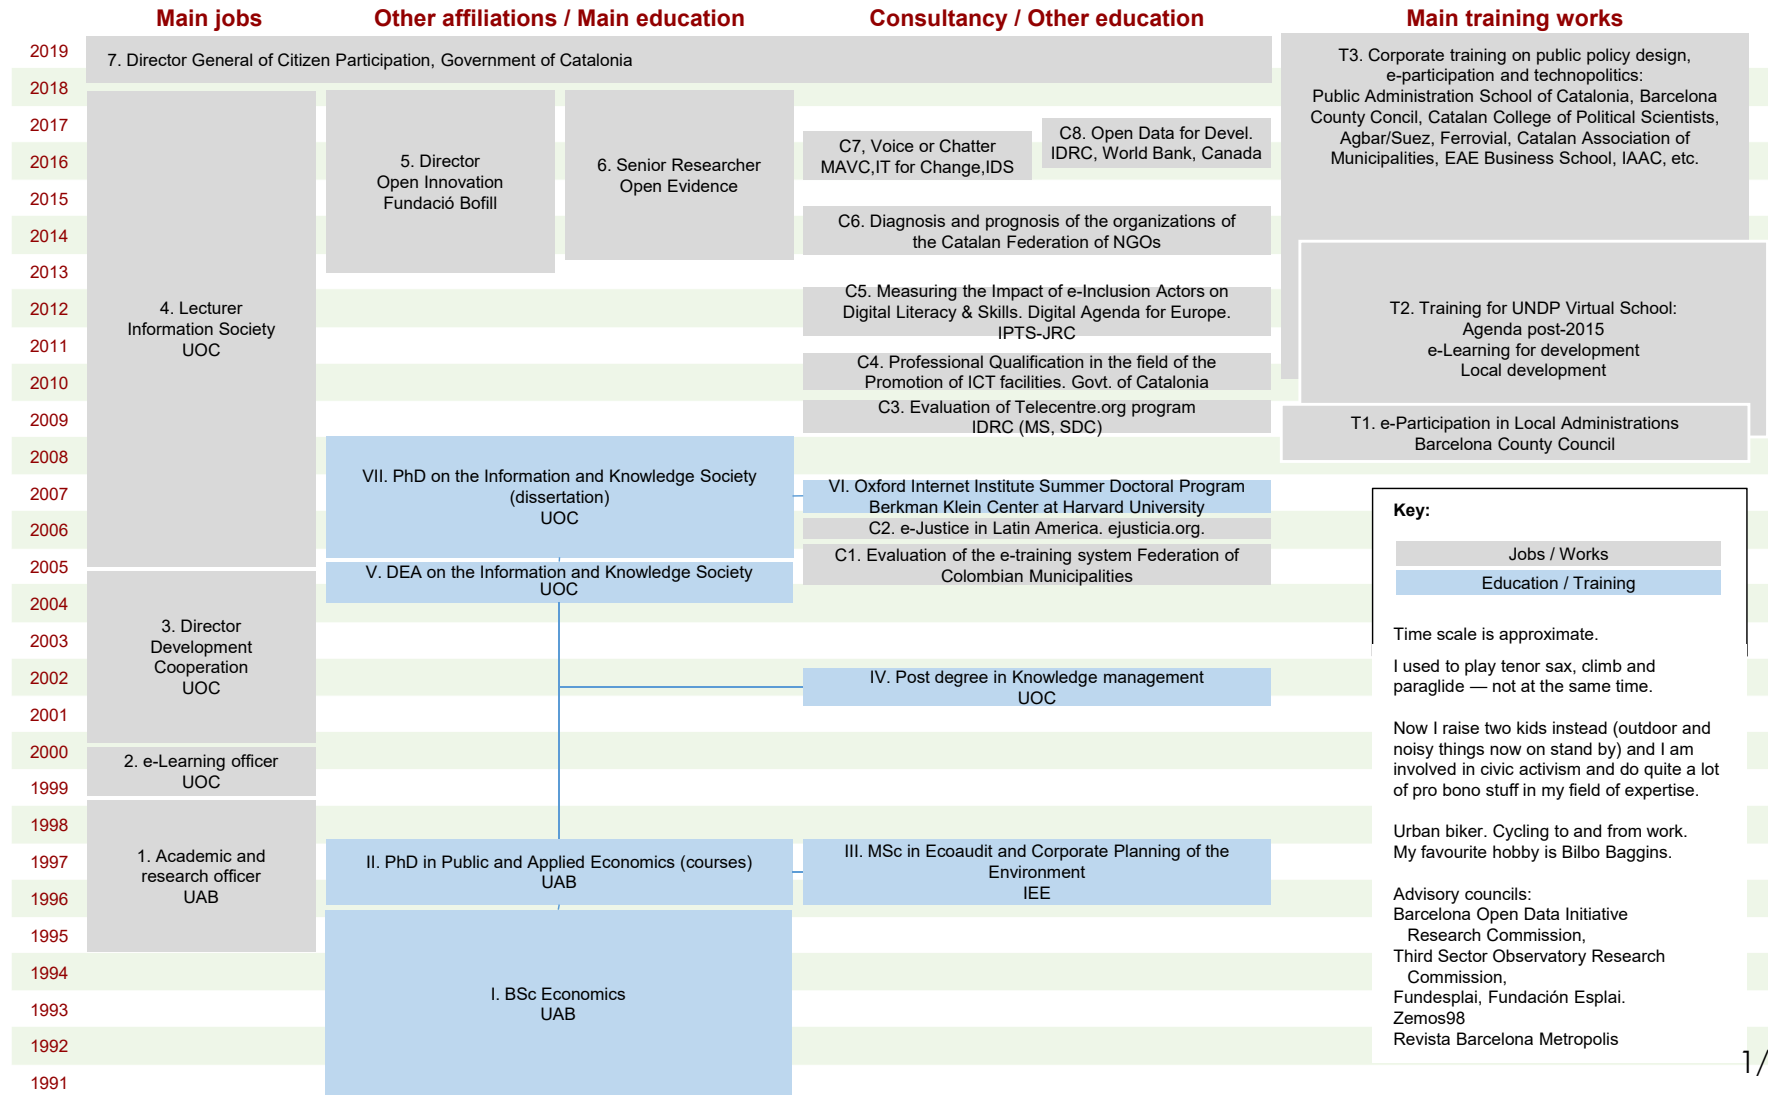 Main jobs
Other affiliations / Main education
Consultancy / Other education
Main training works
2019
2018
2017
2016
2015
2014
2013
2012
2011
2010
2009
2008
2007
2006
2005
2004
2003
2002
2001
2000
1999
1998
1997
1996
1995
1994
1993
1992
1991
7. Director General of Citizen Participation, Government of Catalonia
4. Lecturer
Information Society
UOC
3. Director
Development
Cooperation
UOC
2. e-Learning officer
UOC
1. Academic and
research officer
UAB
5. Director
Open Innovation
Fundació Bofill
6. Senior Researcher
Open Evidence
VII. PhD on the Information and Knowledge Society
(dissertation)
UOC
V. DEA on the Information and Knowledge Society
UOC
II. PhD in Public and Applied Economics (courses)
UAB
I. BSc Economics
UAB
C7, Voice or Chatter
MAVC,IT for Change,IDS
C8. Open Data for Devel.
IDRC, World Bank, Canada
C6. Diagnosis and prognosis of the organizations of
the Catalan Federation of NGOs
C5. Measuring the Impact of e-Inclusion Actors on
Digital Literacy & Skills. Digital Agenda for Europe.
IPTS-JRC
C4. Professional Qualification in the field of the
Promotion of ICT facilities. Govt. of Catalonia
C3. Evaluation of Telecentre.org program
IDRC (MS, SDC)
VI. Oxford Internet Institute Summer Doctoral Program
Berkman Klein Center at Harvard University
C2. e-Justice in Latin America. ejusticia.org.
C1. Evaluation of the e-training system Federation of
Colombian Municipalities
IV. Post degree in Knowledge management
UOC
III. MSc in Ecoaudit and Corporate Planning of the
Environment
IEE
T3. Corporate training on public policy design,
e-participation and technopolitics:
Public Administration School of Catalonia, Barcelona
County Concil, Catalan College of Political Scientists,
Agbar/Suez, Ferrovial, Catalan Association of
Municipalities, EAE Business School, IAAC, etc.
T2. Training for UNDP Virtual School:
Agenda post-2015
e-Learning for development
Local development
T1. e-Participation in Local Administrations
Barcelona County Council
Key:
Jobs / Works
Education / Training
Time scale is approximate.
I used to play tenor sax, climb and
paraglide — not at the same time.
Now I raise two kids instead (outdoor and
noisy things now on stand by) and I am
involved in civic activism and do quite a lot
of pro bono stuff in my field of expertise.
Urban biker. Cycling to and from work.
My favourite hobby is Bilbo Baggins.
Advisory councils:
Barcelona Open Data Initiative
Research Commission,
Third Sector Observatory Research
Commission,
Fundesplai, Fundación Esplai.
Zemos98
Revista Barcelona Metropolis
1/